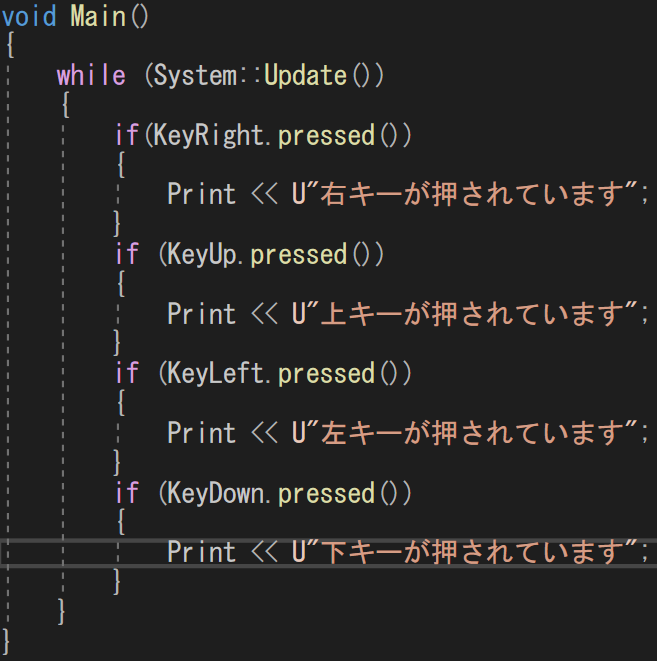 void Main()
{
    while (System::Update())
    {
        if(KeyRight.pressed())
        {
            Print << U"右キーが押されています";
        }
        if (KeyUp.pressed())
        {
            Print << U"上キーが押されています";
        }
        if (KeyLeft.pressed())
        {
            Print << U"左キーが押されています";
        }
        if (KeyDown.pressed())
        {
            Print << U"下キーが押されています";
        }
    }
}